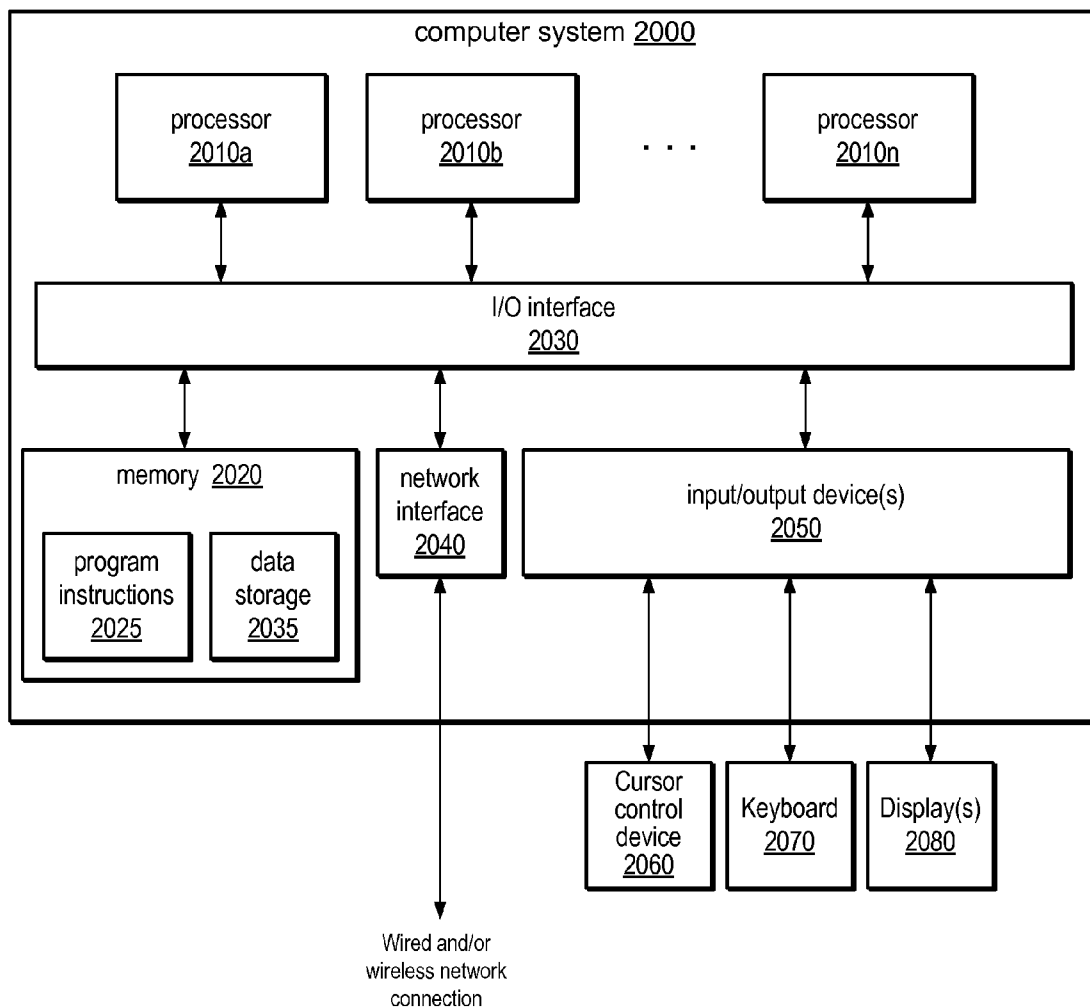 computer system 2000
processor
2010a
processor
2010b
. . .
processor
2010n
I/O interface
2030
memory 2020
program
instructions
2025
data
storage
2035
network
interface
2040
input/output device(s)
2050
Cursor
control
device
2060
Keyboard
2070
Display(s)
2080
Wired and/or
wireless network
connection